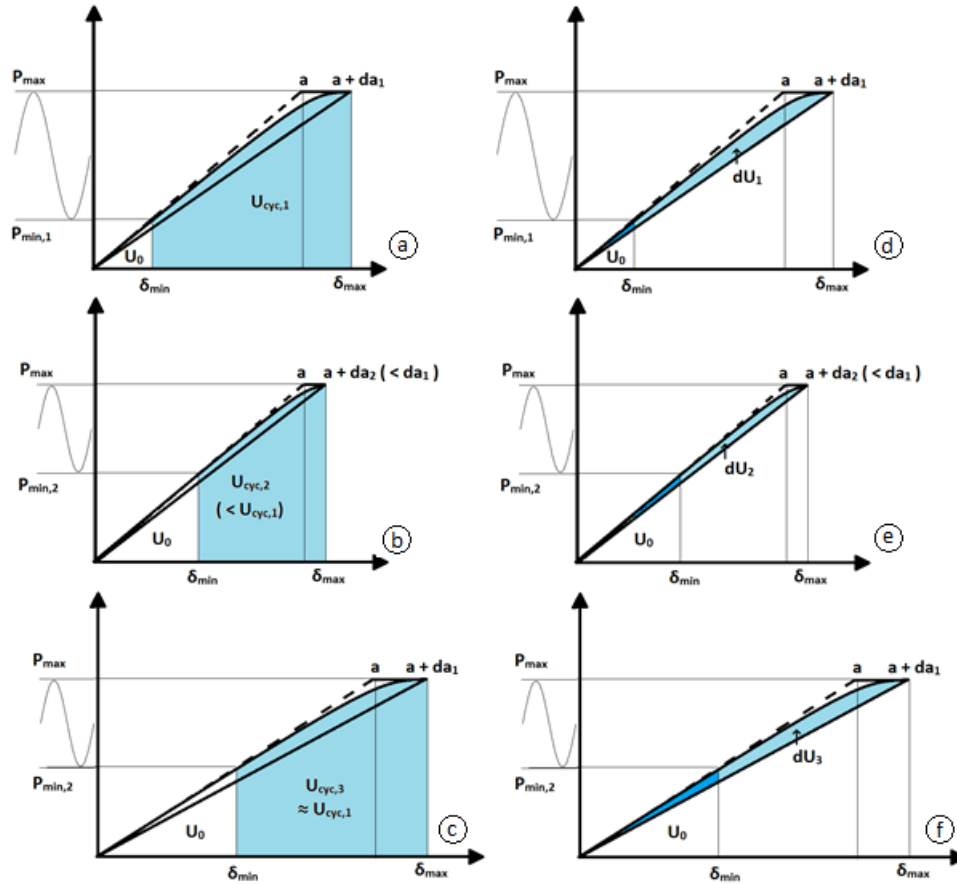 Pmax
a a + da1
Ucyc,1
Pmin,1
U0
a
δmin
δmax
Pmax
a a + da1
dU1
Pmin,1
U0
d
δmin
δmax
Pmax
a a + da2 ( < da1 )
Pmin,2
Ucyc,2
( < Ucyc,1)
U0
b
δmin
δmax
Pmax
a a + da2 (< da1)
Pmin,2
dU2
U0
e
δmin
δmax
Pmax
a a + da1
Pmin,2
Ucyc,3
≈ Ucyc,1
U0
c
δmin
δmax
Pmax
a a + da1
Pmin,2
dU3
U0
f
δmin
δmax